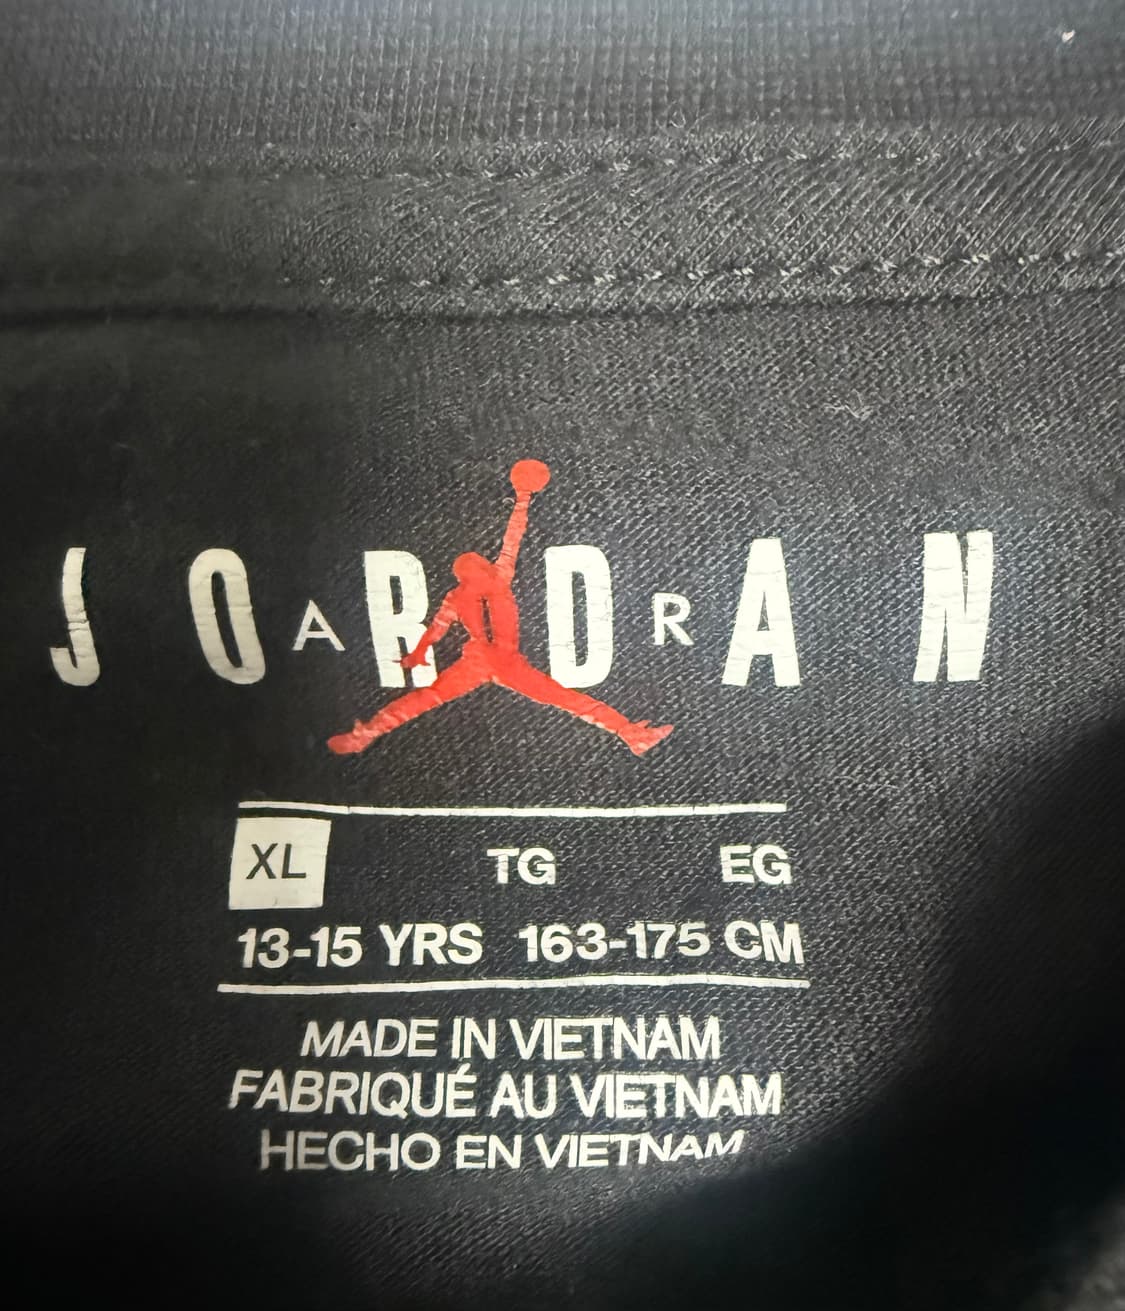 JORDAN
AIR
XL TG EG
13-15 YRS 163-175 CM
MADE IN VIETNAM
FABRIQUÉ AU VIETNAM
HECHO EN VIETNAM